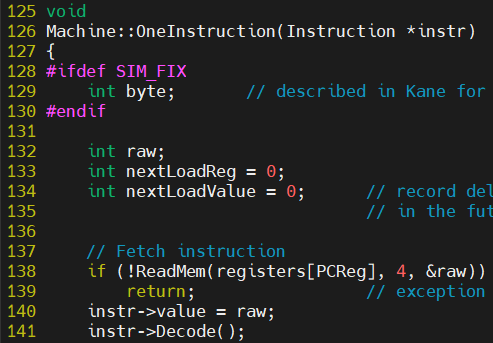 125 void
126 Machine::OneInstruction(Instruction *instr)
127 {
128 #ifdef SIM_FIX
129     int byte;       // described in Kane for
130 #endif
131
132     int raw;
133     int nextLoadReg = 0;
134     int nextLoadValue = 0;      // record del
135                                 // in the fut
136
137     // Fetch instruction
138     if (!ReadMem(registers[PCReg], 4, &raw))
139         return;                 // exception
140     instr->value = raw;
141     instr->Decode();